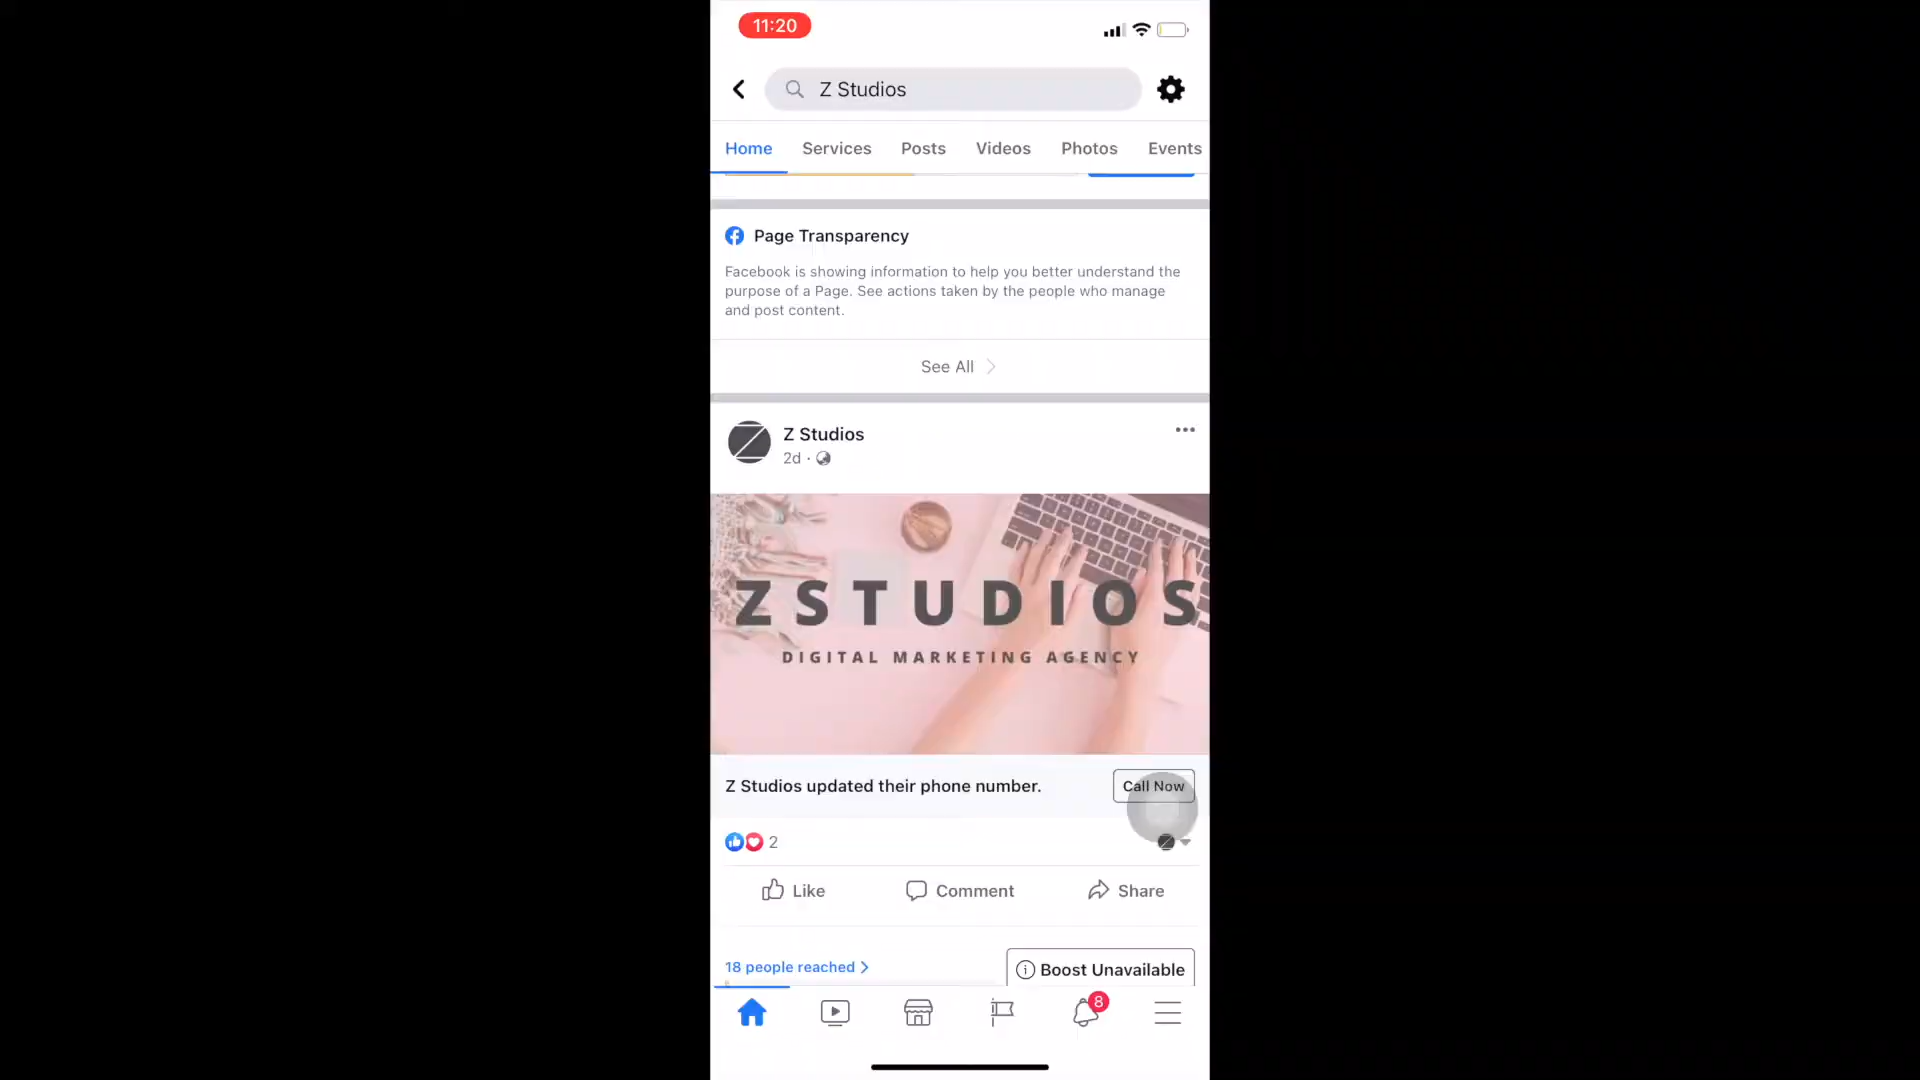 11:20
Z Studios
Home Services Posts Videos Photos Events
Page Transparency
Facebook is showing information to help you better understand the
purpose of a Page. See actions taken by the people who manage
and post content.
See All
Z Studios
2d ·
ZSTUDIOS
DIGITAL MARKETING AGENCY
Z Studios updated their phone number.
Call Now
2
Like Comment Share
18 people reached
Boost Unavailable
8